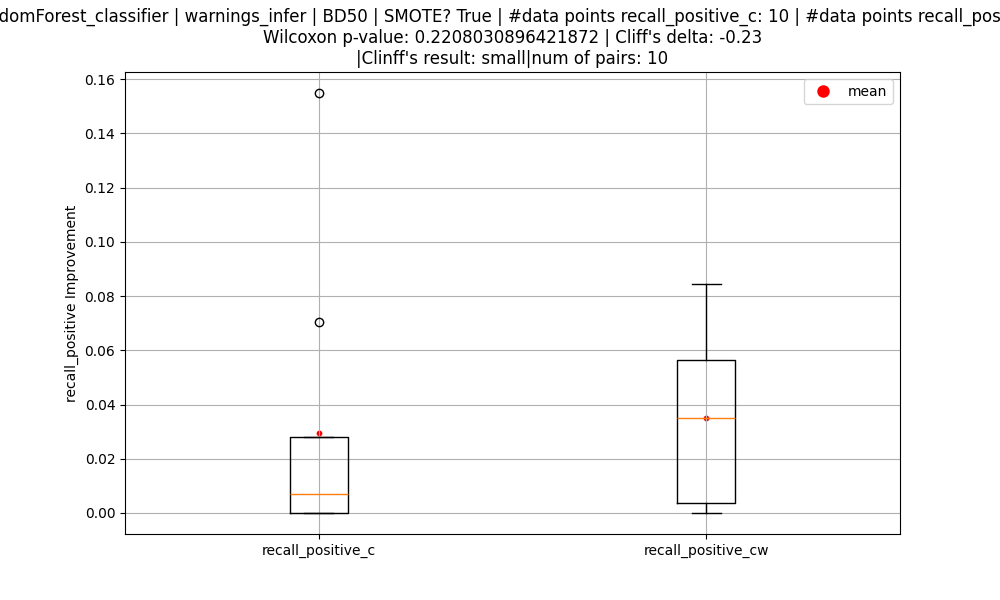 domForest_classifier | warnings_infer | BD50 | SMOTE? True | #data points recall_positive_c: 10 | #data points recall_pos
Wilcoxon p-value: 0.2208030896421872 | Cliff's delta: -0.23
|Clinff's result: small|num of pairs: 10
mean
recall_positive Improvement
0.16
0.14
0.12
0.10
0.08
0.06
0.04
0.02
0.00
recall_positive_c
recall_positive_cw